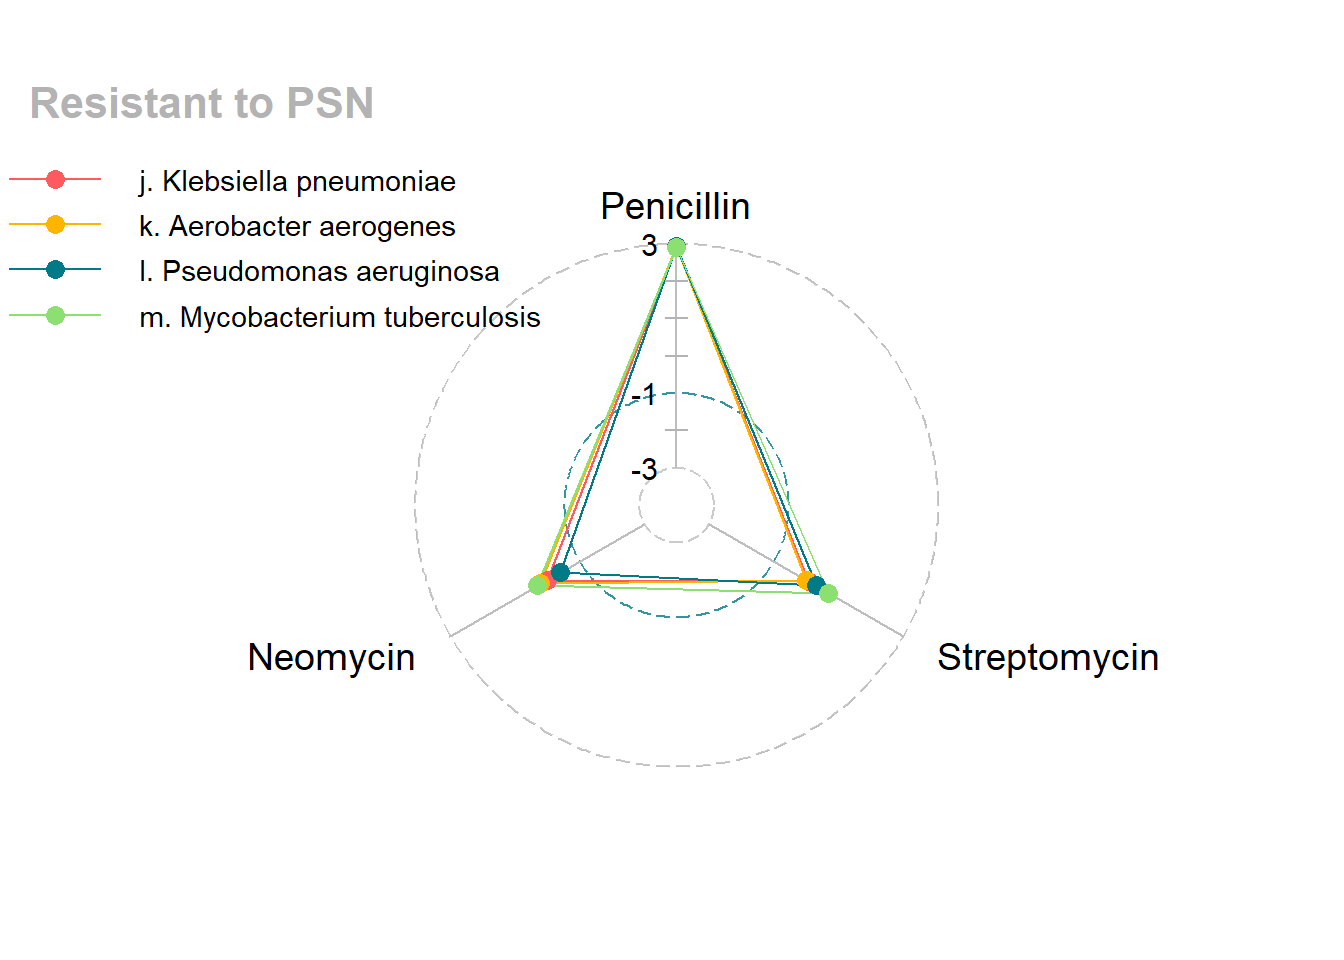 Resistant to PSN
j. Klebsiella pneumoniae
k. Aerobacter aerogenes
l. Pseudomonas aeruginosa
m. Mycobacterium tuberculosis
Penicillin
3
-1
-3
Neomycin
Streptomycin